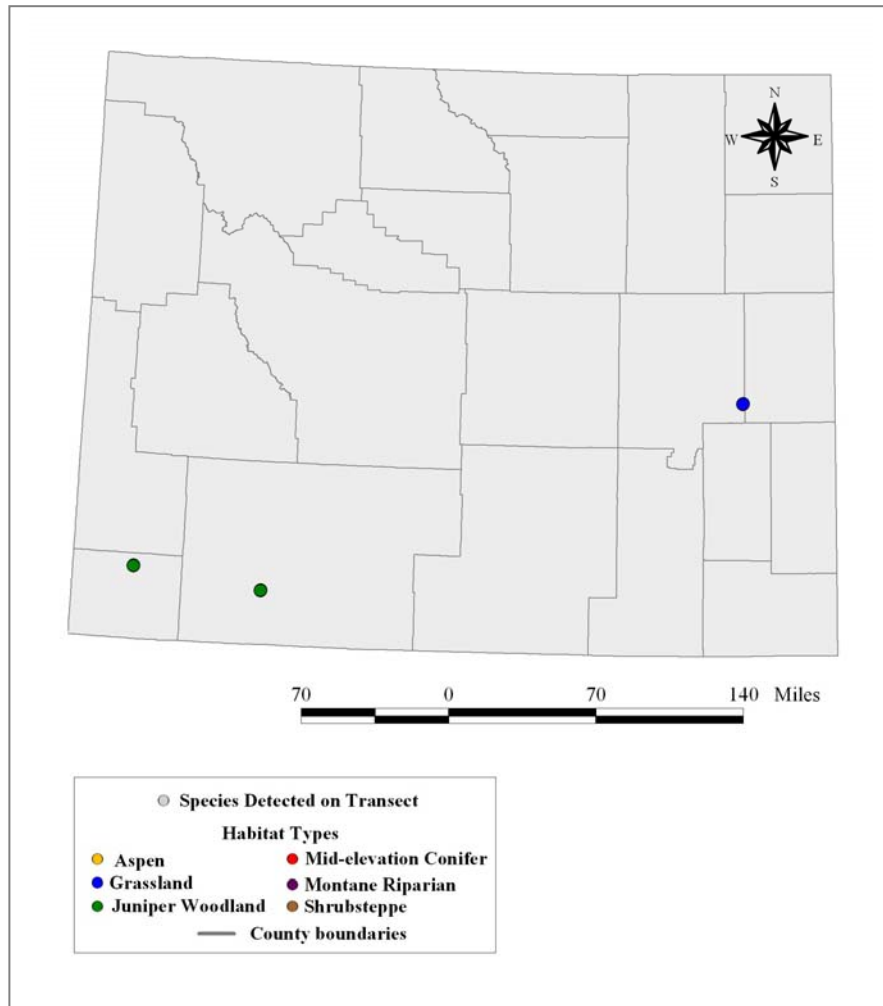 N
W E
S
70 0 70 140 Miles
Species Detected on Transect
Habitat Types
Aspen Mid-elevation Conifer
Grassland Montane Riparian
Juniper Woodland Shrubsteppe
County boundaries